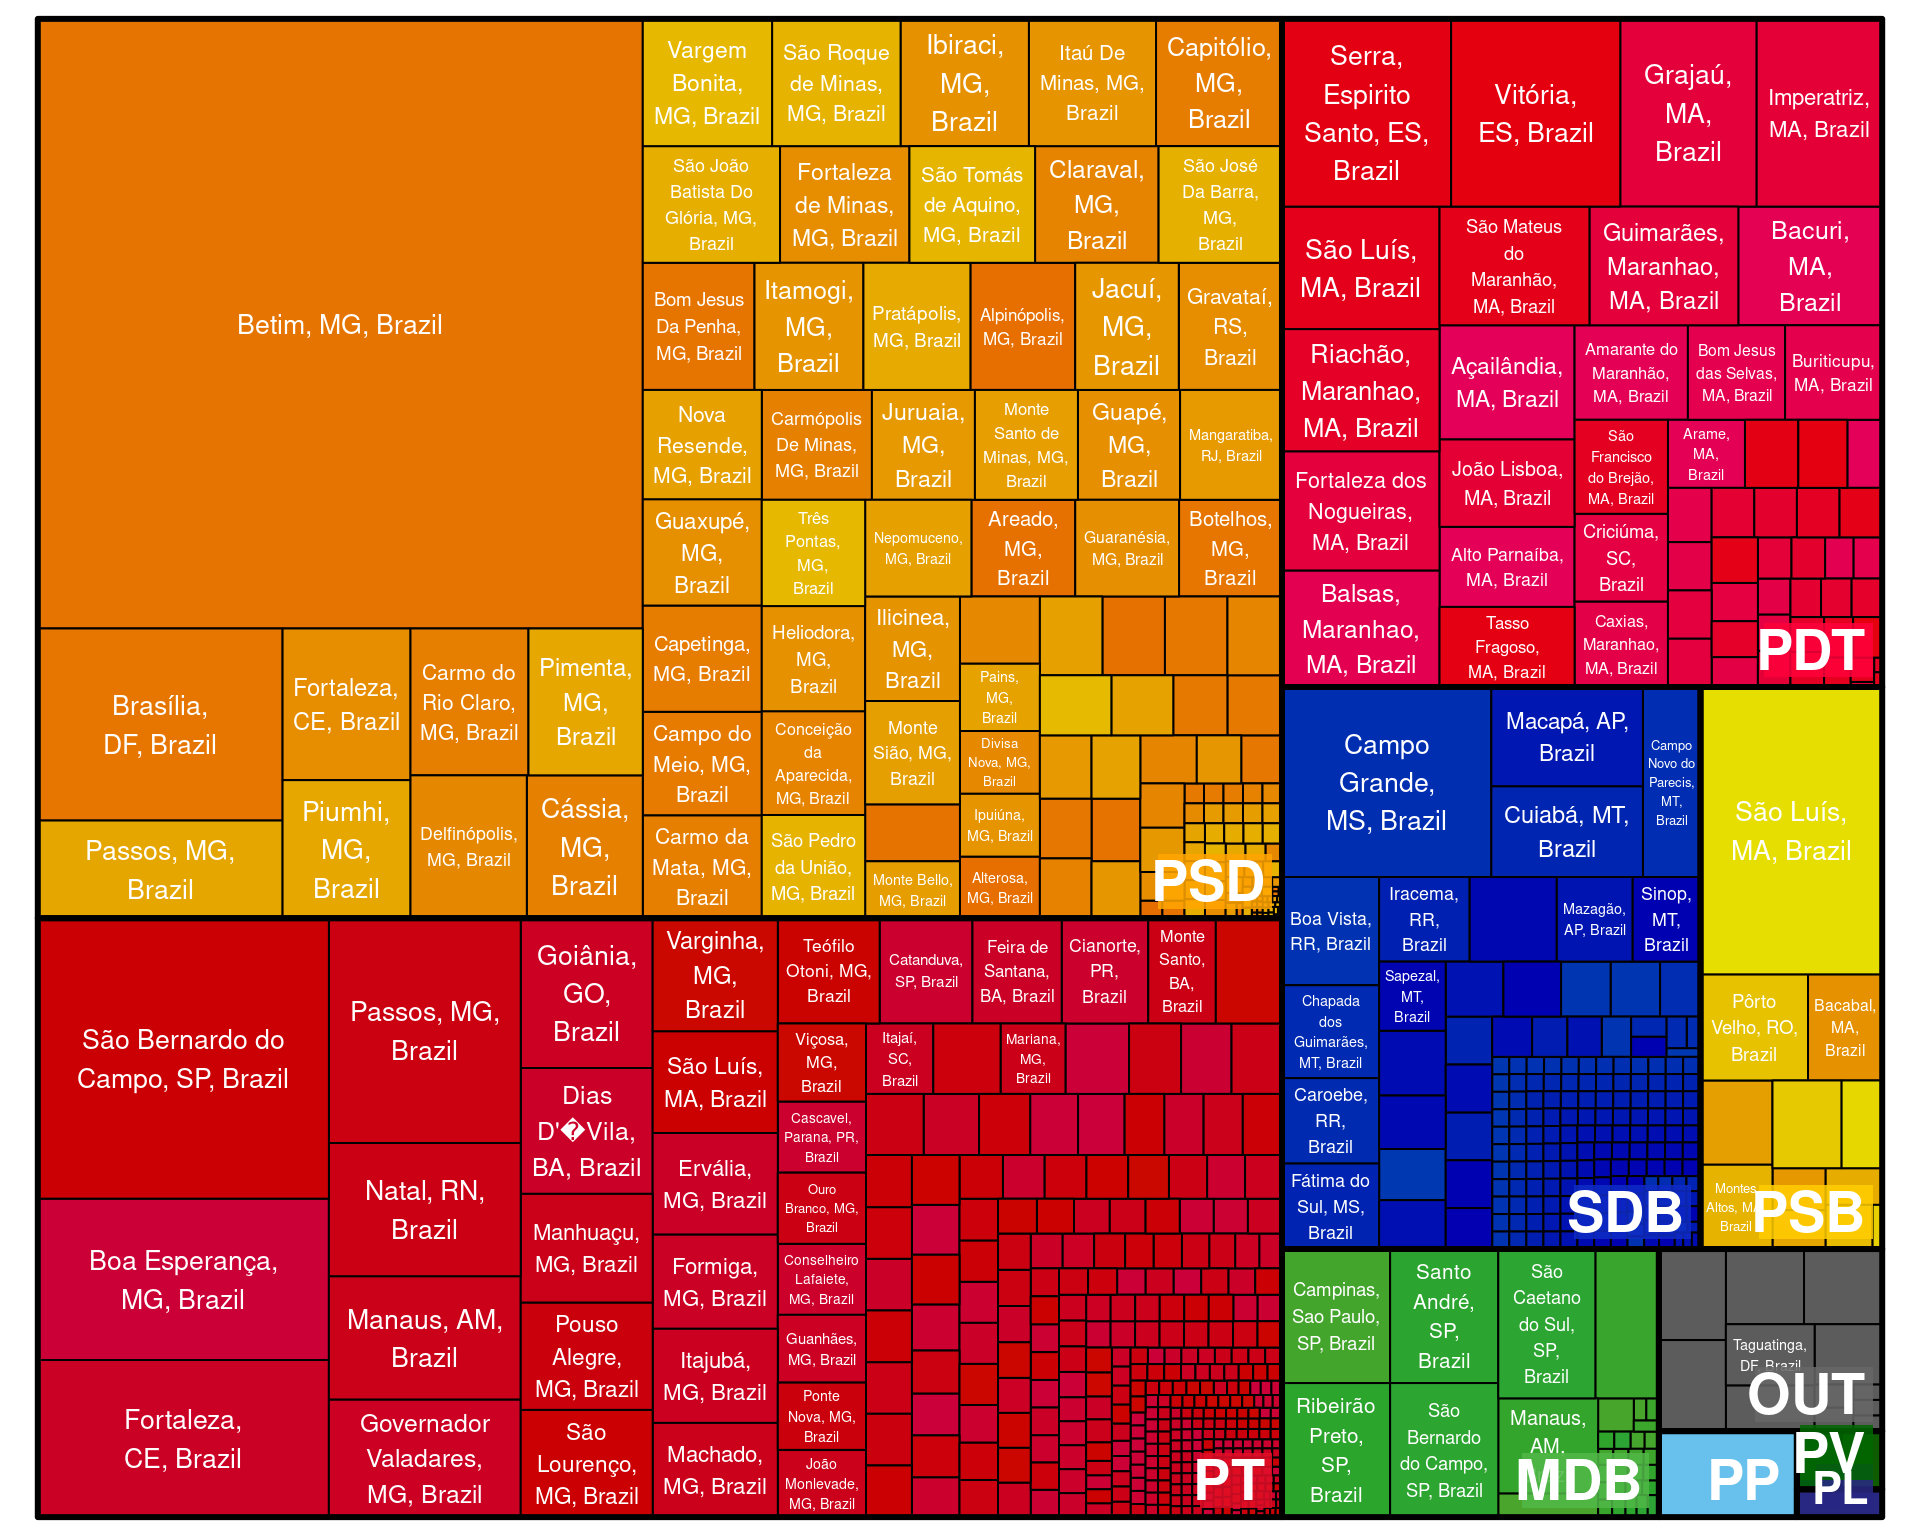 Betim, MG, Brazil
Brasília,
DF, Brazil
Passos, MG,
Brazil
Fortaleza,
CE, Brazil
Piumhi,
MG,
Brazil
Carmo do
Rio Claro,
MG, Brazil
Pimenta,
MG,
Brazil
Delfinópolis,
MG, Brazil
Cássia,
MG,
Brazil
Vargem
Bonita,
MG, Brazil
São Roque
de Minas,
MG, Brazil
Ibiraci,
MG,
Brazil
Itaú De
Minas, MG,
Brazil
Capitólio,
MG,
Brazil
São João
Batista Do
Glória, MG,
Brazil
Fortaleza
de Minas,
MG, Brazil
São Tomás
de Aquino,
MG, Brazil
Claraval,
MG,
Brazil
São José
Da Barra,
MG,
Brazil
Bom Jesus
Da Penha,
MG, Brazil
Itamogi,
MG,
Brazil
Pratápolis,
MG, Brazil
Alpinópolis,
MG, Brazil
Jacuí,
MG,
Brazil
Gravataí,
RS,
Brazil
Nova
Resende,
MG, Brazil
Carmópolis
De Minas,
MG, Brazil
Juruaia,
MG,
Brazil
Monte
Santo de
Minas, MG,
Brazil
Guapé,
MG,
Brazil
Mangaratiba,
RJ, Brazil
Guaxupé,
MG,
Brazil
Três
Pontas,
MG,
Brazil
Nepomuceno,
MG, Brazil
Areado,
MG,
Brazil
Guaranésia,
MG, Brazil
Botelhos,
MG,
Brazil
Capetinga,
MG, Brazil
Heliodora,
MG,
Brazil
Ilicinea,
MG,
Brazil
Campo do
Meio, MG,
Brazil
Conceição
da
Aparecida,
MG, Brazil
Monte
Sião, MG,
Brazil
Pains,
MG,
Brazil
Divisa
Nova, MG,
Brazil
Ipuiúna,
MG, Brazil
Carmo da
Mata, MG,
Brazil
São Pedro
da União,
MG, Brazil
Monte Bello,
MG, Brazil
Alterosa,
MG, Brazil
PSD
Serra,
Espirito
Santo, ES,
Brazil
Vitória,
ES, Brazil
Grajaú,
MA,
Brazil
Imperatriz,
MA, Brazil
São Luís,
MA, Brazil
São Mateus
do
Maranhão,
MA, Brazil
Guimarães,
Maranhao,
MA, Brazil
Bacuri,
MA,
Brazil
Riachão,
Maranhao,
MA, Brazil
Açailândia,
MA, Brazil
Amarante do
Maranhão,
MA, Brazil
Bom Jesus
das Selvas,
MA, Brazil
Buriticupu,
MA, Brazil
Fortaleza dos
Nogueiras,
MA, Brazil
João Lisboa,
MA, Brazil
São
Francisco
do Brejão,
MA, Brazil
Arame,
MA,
Brazil
Alto Parnaíba,
MA, Brazil
Criciúma,
SC,
Brazil
Balsas,
Maranhao,
MA, Brazil
Tasso
Fragoso,
MA, Brazil
Caxias,
Maranhao,
MA, Brazil
PDT
Campo
Grande,
MS, Brazil
Macapá, AP,
Brazil
Cuiabá, MT,
Brazil
Campo
Novo do
Parecis,
MT,
Brazil
Boa Vista,
RR, Brazil
Iracema,
RR,
Brazil
Mazagão,
AP, Brazil
Sinop,
MT,
Brazil
Chapada
dos
Guimarães,
MT, Brazil
Sapezal,
MT,
Brazil
Caroebe,
RR,
Brazil
Fátima do
Sul, MS,
Brazil
SDB
São Luís,
MA, Brazil
Pôrto
Velho, RO,
Brazil
Bacabal,
MA,
Brazil
Montes
Altos, MA,
Brazil
PSB
São Bernardo do
Campo, SP, Brazil
Boa Esperança,
MG, Brazil
Fortaleza,
CE, Brazil
Passos, MG,
Brazil
Natal, RN,
Brazil
Manaus, AM,
Brazil
Governador
Valadares,
MG, Brazil
Goiânia,
GO,
Brazil
Dias
D'�Vila,
BA, Brazil
Manhuaçu,
MG, Brazil
Pouso
Alegre,
MG, Brazil
São
Lourenço,
MG, Brazil
Varginha,
MG,
Brazil
São Luís,
MA, Brazil
Ervália,
MG, Brazil
Formiga,
MG, Brazil
Itajubá,
MG, Brazil
Machado,
MG, Brazil
Teófilo
Otoni, MG,
Brazil
Catanduva,
SP, Brazil
Feira de
Santana,
BA, Brazil
Cianorte,
PR,
Brazil
Monte
Santo,
BA,
Brazil
Viçosa,
MG,
Brazil
Itajaí,
SC,
Brazil
Mariana,
MG,
Brazil
Cascavel,
Parana, PR,
Brazil
Ouro
Branco, MG,
Brazil
Conselheiro
Lafaiete,
MG, Brazil
Guanhães,
MG, Brazil
Ponte
Nova, MG,
Brazil
João
Monlevade,
MG, Brazil
PT
Campinas,
Sao Paulo,
SP, Brazil
Santo
André,
SP,
Brazil
São
Caetano
do Sul,
SP,
Brazil
Ribeirão
Preto,
SP,
Brazil
São
Bernardo
do Campo,
SP, Brazil
Manaus,
AM,
MDB
Taguatinga,
DF, Brazil
OUT
PP
PV
PL